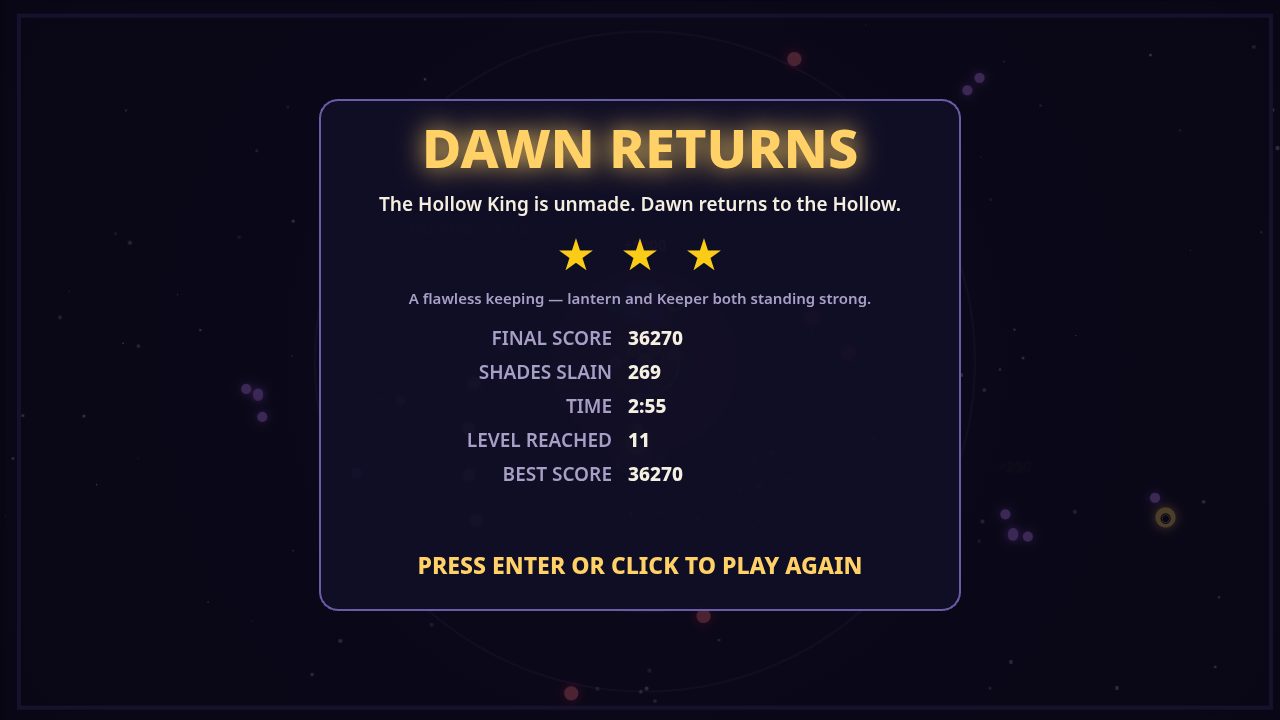 DAWN RETURNS
The Hollow King is unmade. Dawn returns to the Hollow.
★ ★ ★
A flawless keeping — lantern and Keeper both standing strong.
FINAL SCORE 36270
SHADES SLAIN 269
TIME 2:55
LEVEL REACHED 11
BEST SCORE 36270
PRESS ENTER OR CLICK TO PLAY AGAIN